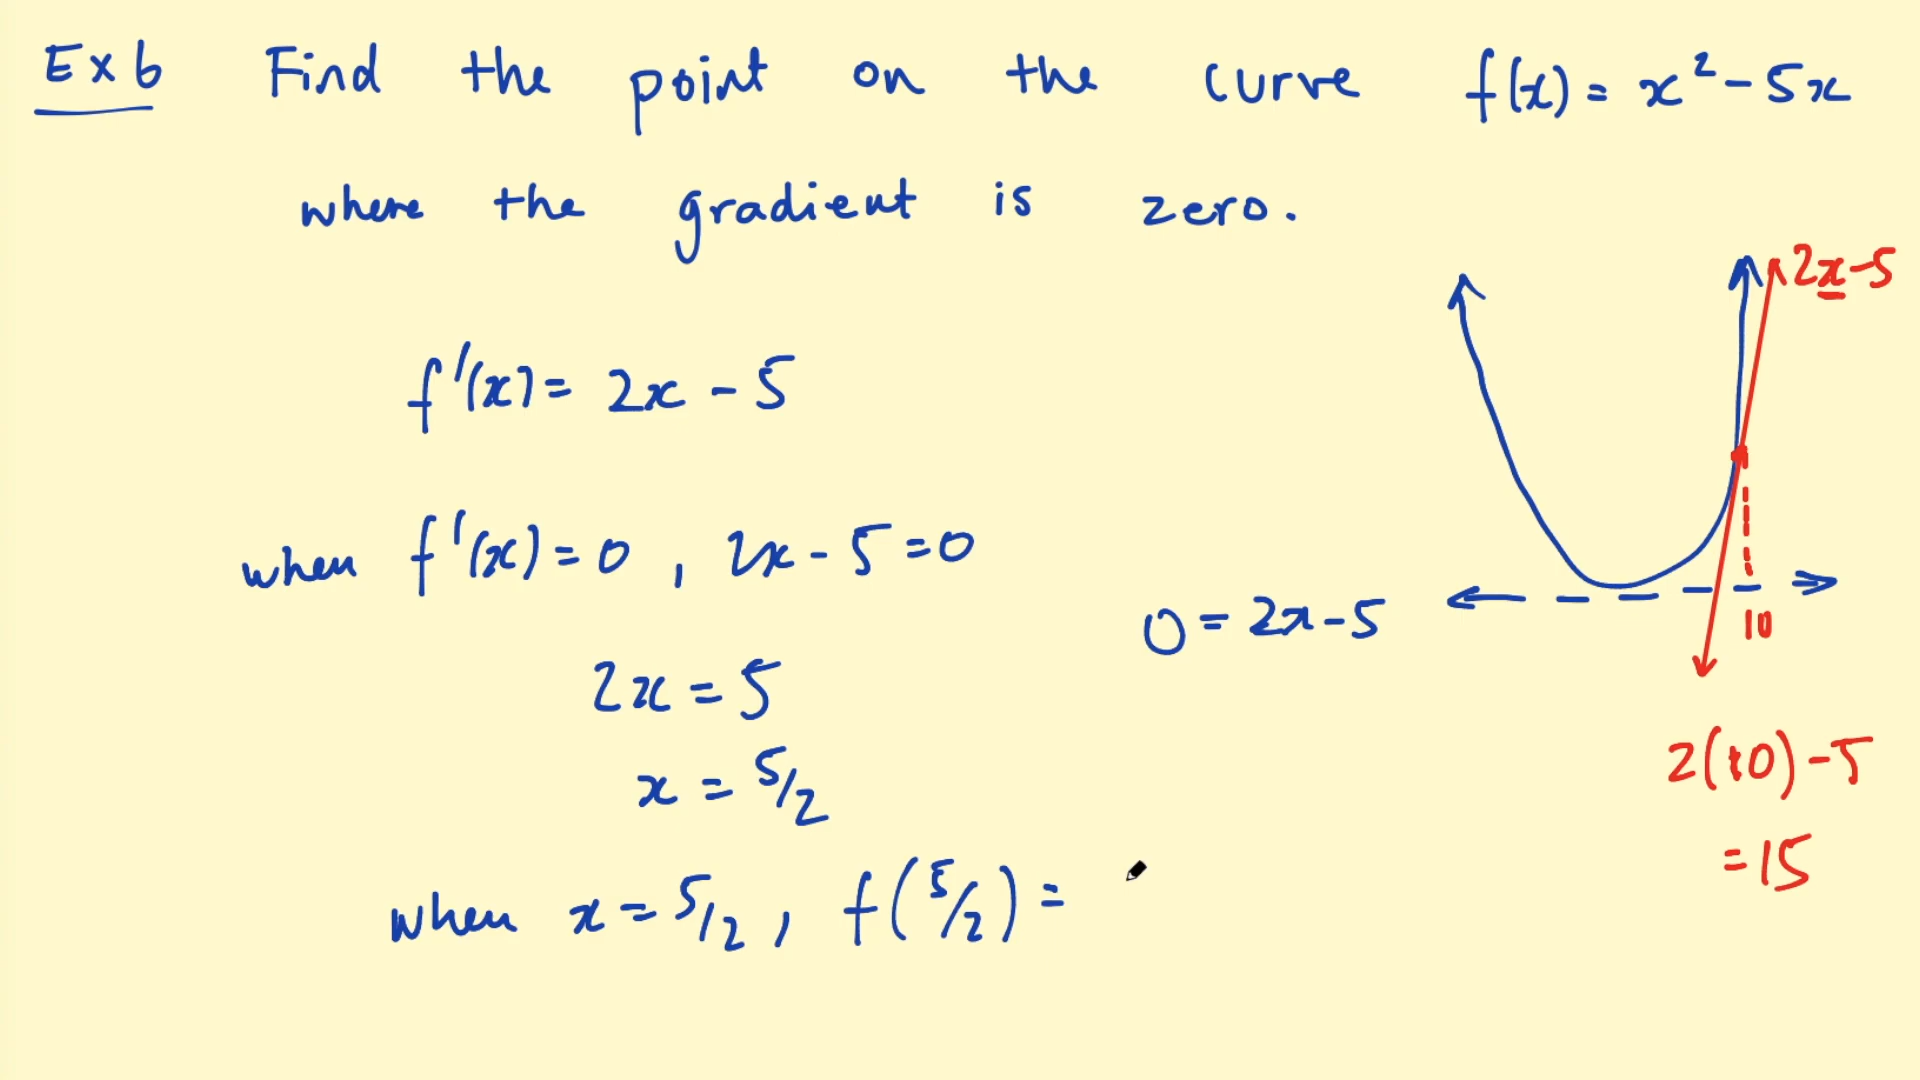 Ex 6 Find the point on the curve f(x) = x² - 5x
where the gradient is zero.
2x - 5
f'(x) = 2x - 5
when f'(x) = 0 , 2x - 5 = 0
0 = 2x - 5
10
2x = 5
x = 5/2
2(10) - 5
= 15
when x = 5/2 , f(5/2) =